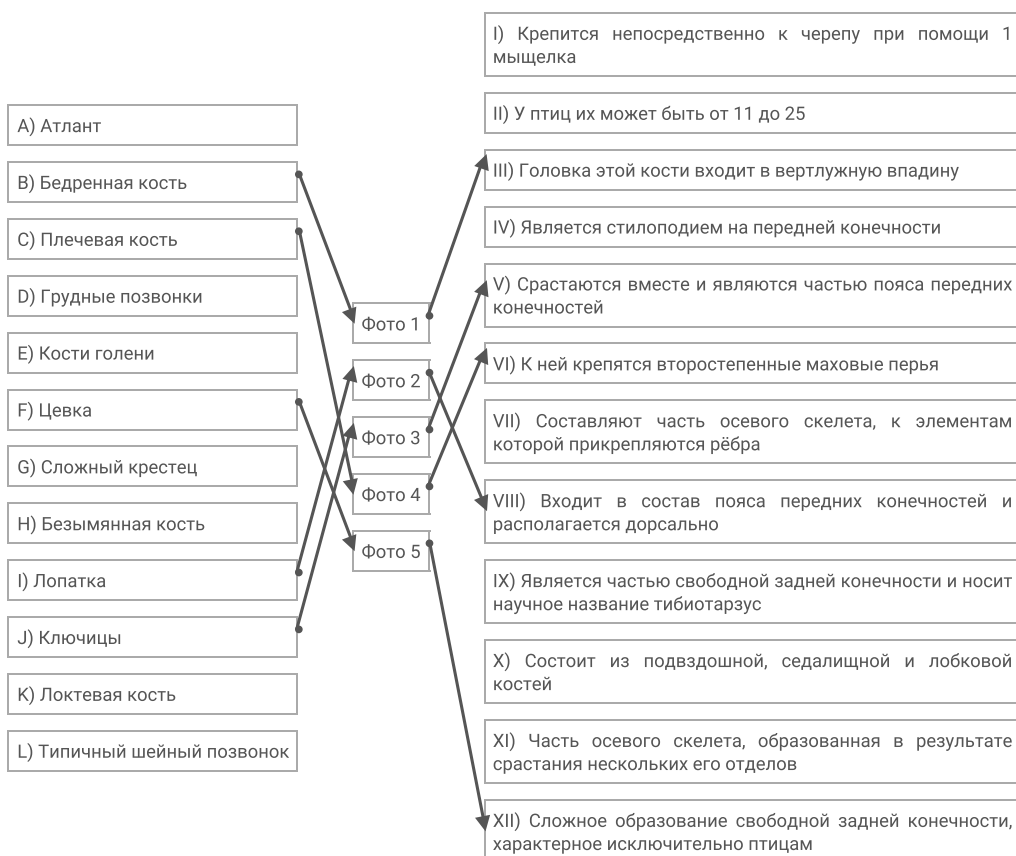 A) Атлант
B) Бедренная кость
C) Плечевая кость
D) Грудные позвонки
E) Кости голени
F) Цевка
G) Сложный крестец
H) Безымянная кость
I) Лопатка
J) Ключицы
K) Локтевая кость
L) Типичный шейный позвонок
Фото 1
Фото 2
Фото 3
Фото 4
Фото 5
I) Крепится непосредственно к черепу при помощи 1
мыщелка
II) У птиц их может быть от 11 до 25
III) Головка этой кости входит в вертлужную впадину
IV) Является стилоподием на передней конечности
V) Срастаются вместе и являются частью пояса передних
конечностей
VI) К ней крепятся второстепенные маховые перья
VII) Составляют часть осевого скелета, к элементам
которой прикрепляются рёбра
VIII) Входит в состав пояса передних конечностей и
располагается дорсально
IX) Является частью свободной задней конечности и носит
научное название тибиотарзус
X) Состоит из подвздошной, седалищной и лобковой
костей
XI) Часть осевого скелета, образованная в результате
срастания нескольких его отделов
XII) Сложное образование свободной задней конечности,
характерное исключительно птицам